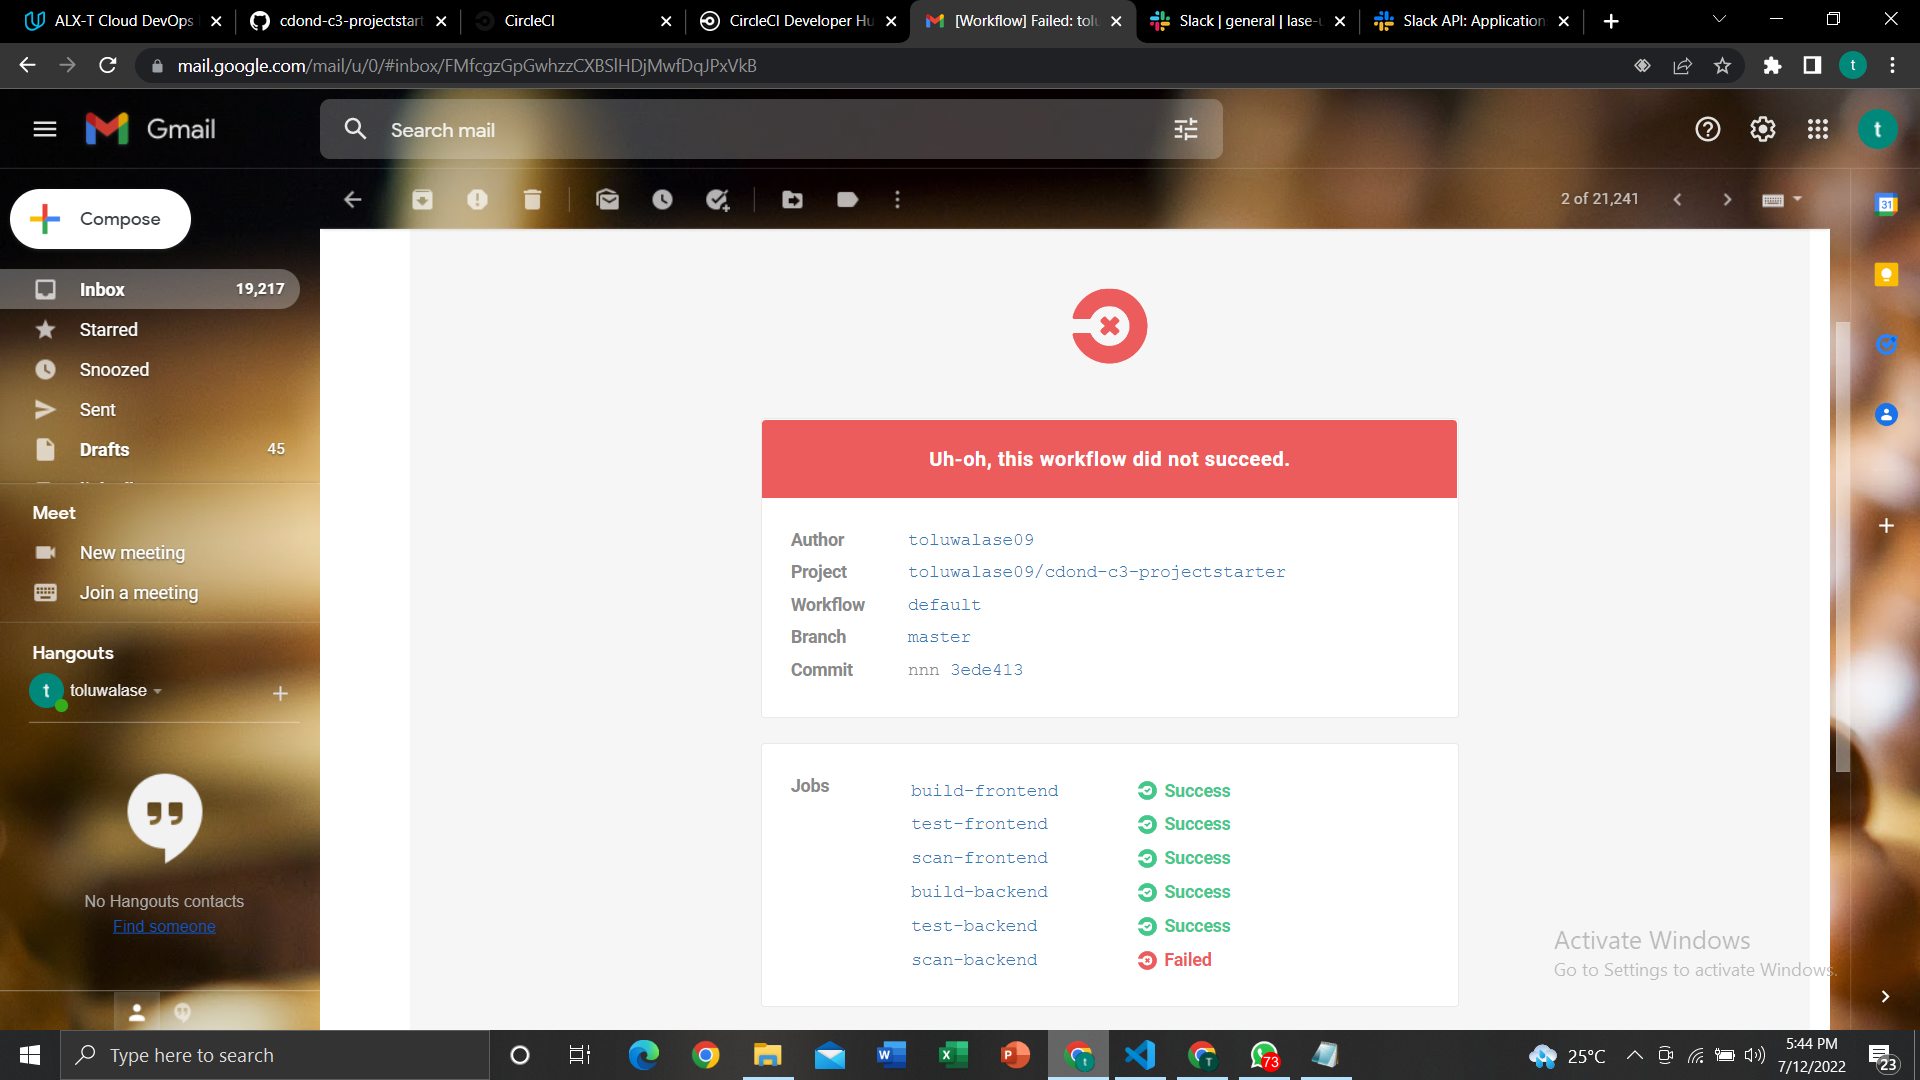 ALX-T Cloud DevOps
cdond-c3-projectstart
CircleCI
CircleCI Developer Hu
[Workflow] Failed: tolu
Slack | general | lase-u
Slack API: Application
mail.google.com/mail/u/0/#inbox/FMfcgzGpGwhzzCXBSlHDjMwfDqJPxVkB
t
Gmail
Search mail
t
Compose
2 of 21,241
31
Inbox 19,217
Starred
Snoozed
Sent
Drafts 45
Meet
New meeting
Join a meeting
Hangouts
t toluwalase
No Hangouts contacts
Find someone
Uh-oh, this workflow did not succeed.
Author toluwalase09
Project toluwalase09/cdond-c3-projectstarter
Workflow default
Branch master
Commit nnn 3ede413
Jobs
build-frontend Success
test-frontend Success
scan-frontend Success
build-backend Success
test-backend Success
scan-backend Failed
Activate Windows
Go to Settings to activate Windows.
Type here to search
W
X
P
t
T
73
25°C
5:44 PM
7/12/2022
23